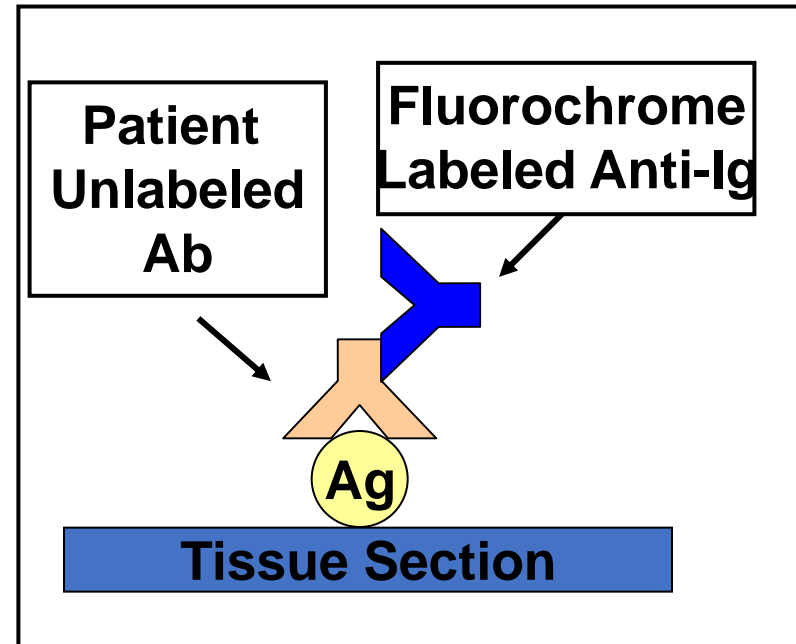 Patient
Unlabeled
Ab
Fluorochrome
Labeled Anti-Ig
Ag
Tissue Section